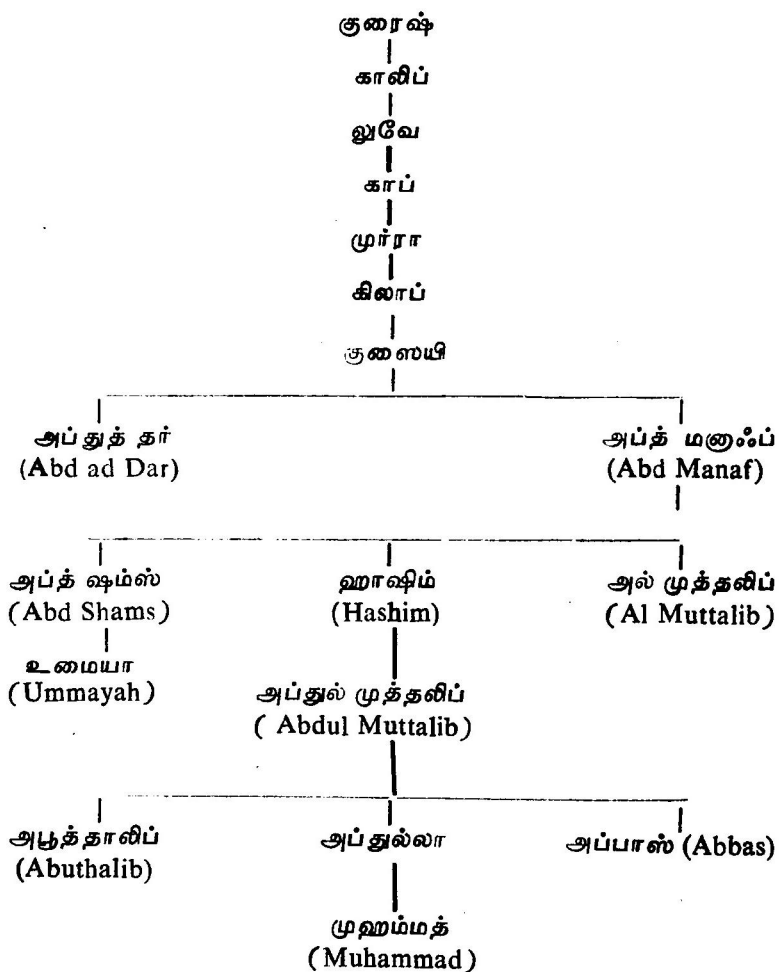 குரைஷ்
காலிப்
லுவே
காப்
முர்ரா
கிலாப்
குஸையி
அப்துத் தர் அப்த் மனாஃப்
(Abd ad Dar) (Abd Manaf)
அப்த் ஷம்ஸ் ஹாஷிம் அல் முத்தலிப்
(Abd Shams) (Hashim) (Al Muttalib)
உமையா
(Ummayah)
அப்துல் முத்தலிப்
( Abdul Muttalib)
அபூத்தாலிப் அப்துல்லா அப்பாஸ் (Abbas)
(Abuthalib)
முஹம்மத்
(Muhammad)